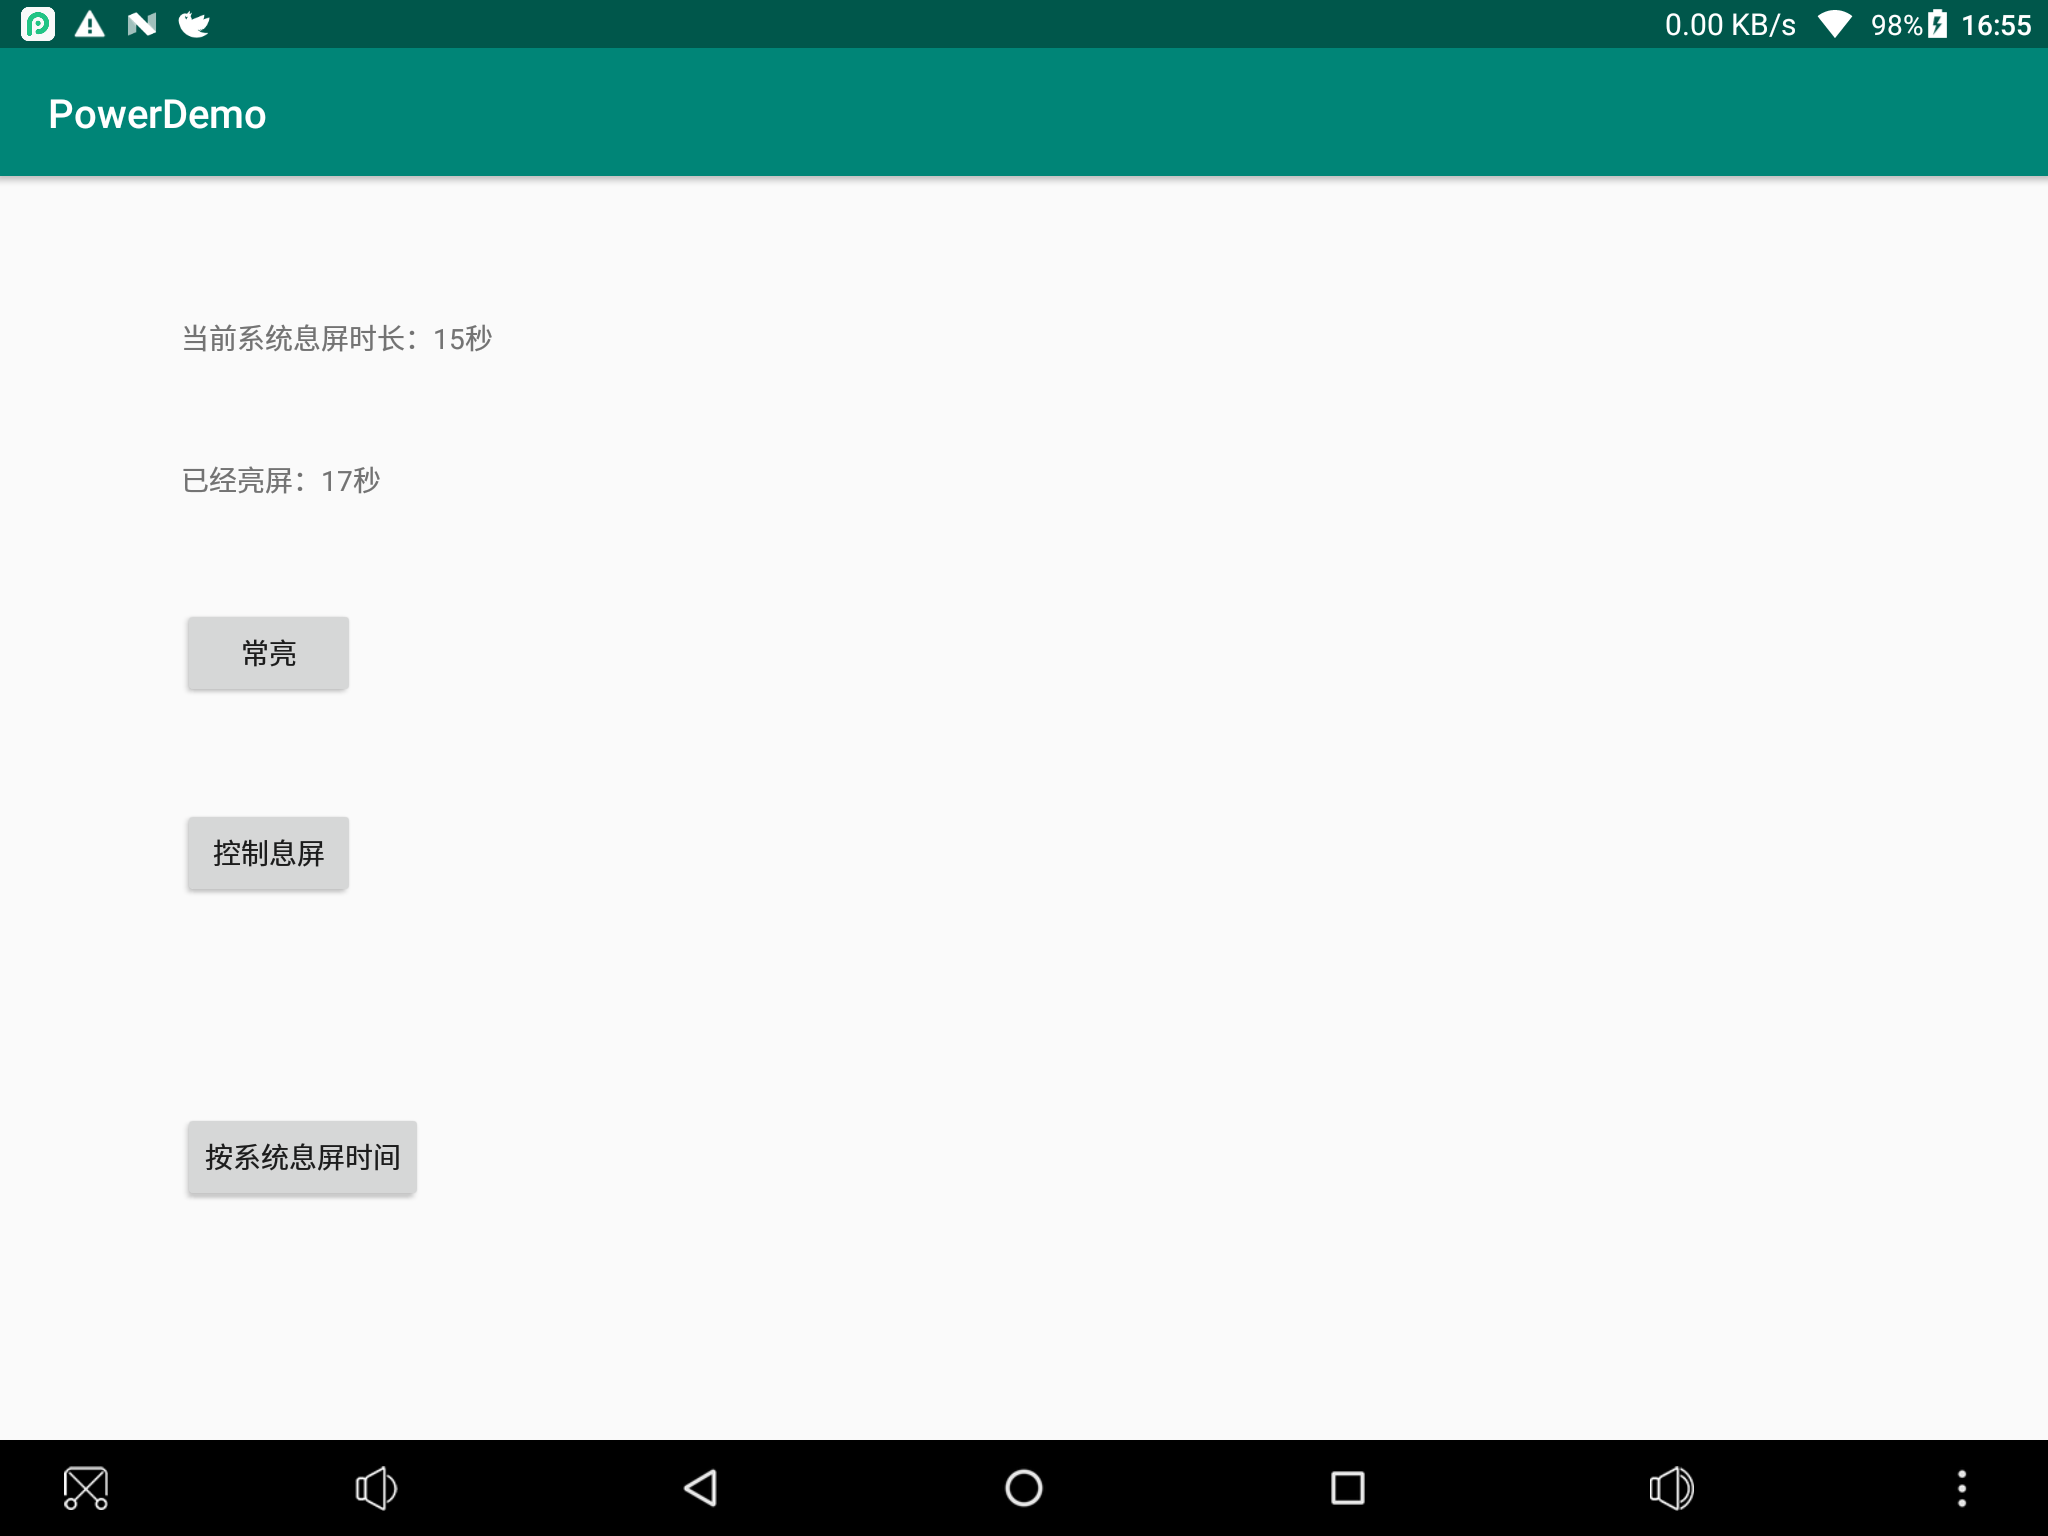 0.00 KB/s 98% 16:55
PowerDemo
当前系统息屏时长：15秒
已经亮屏：17秒
常亮
控制息屏
按系统息屏时间